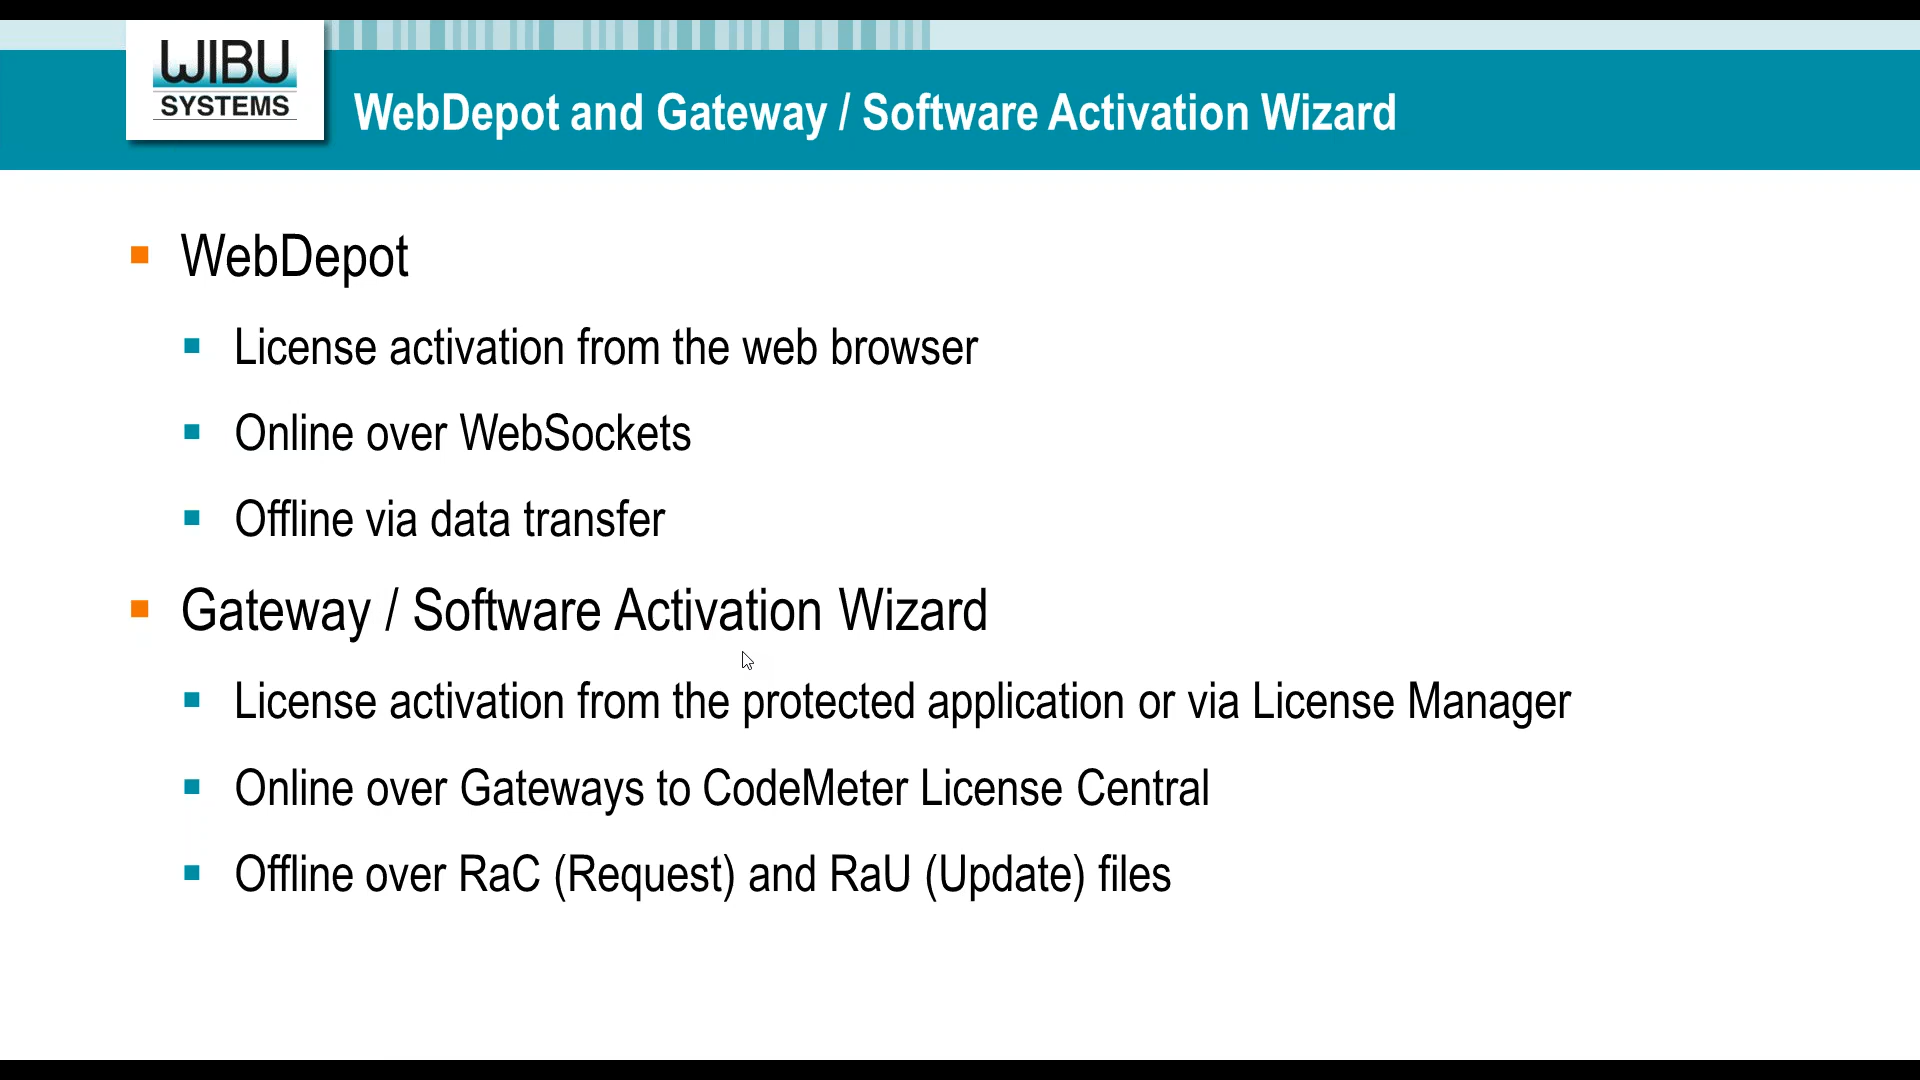 WIBU
SYSTEMS
WebDepot and Gateway / Software Activation Wizard
WebDepot
License activation from the web browser
Online over WebSockets
Offline via data transfer
Gateway / Software Activation Wizard
License activation from the protected application or via License Manager
Online over Gateways to CodeMeter License Central
Offline over RaC (Request) and RaU (Update) files